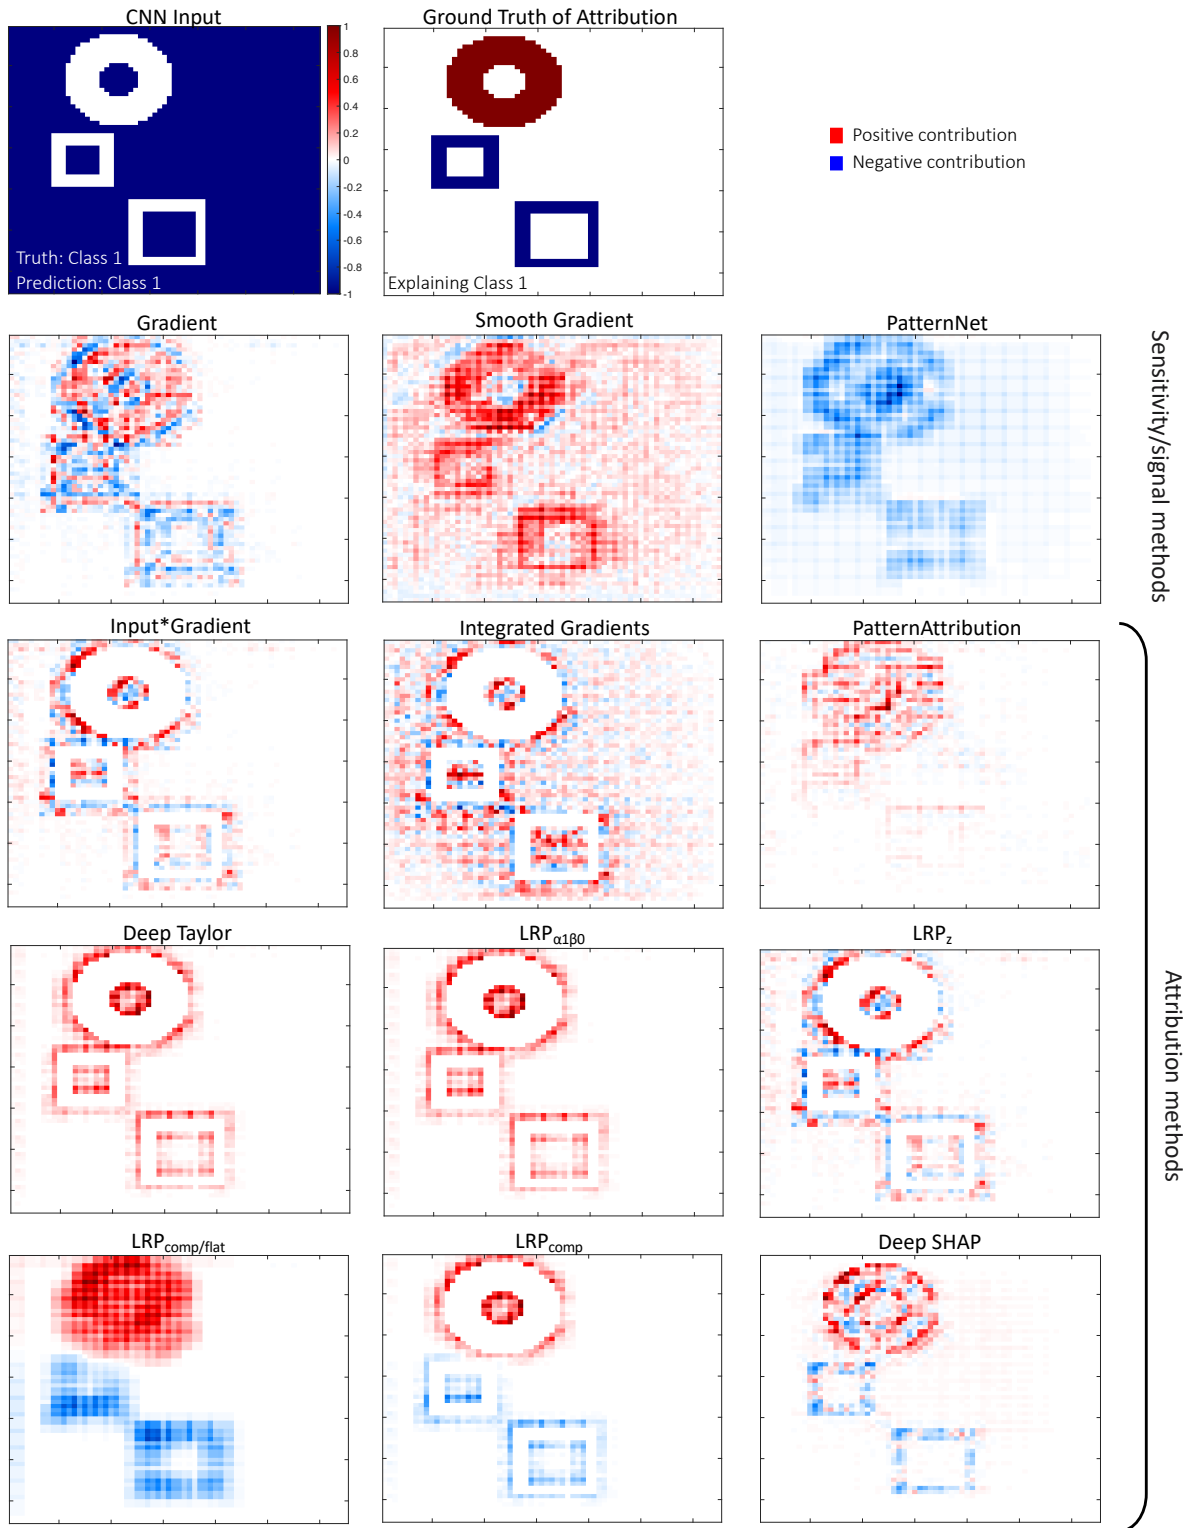 CNN Input
Ground Truth of Attribution
1
0.8
0.6
0.4
0.2
0
-0.2
-0.4
-0.6
-0.8
-1
Truth: Class 1
Prediction: Class 1
Explaining Class 1
Positive contribution
Negative contribution
Gradient
Smooth Gradient
PatternNet
Sensitivity/signal methods
Input*Gradient
Integrated Gradients
PatternAttribution
Deep Taylor
LRPα1β0
LRPz
Attribution methods
LRPcomp/flat
LRPcomp
Deep SHAP